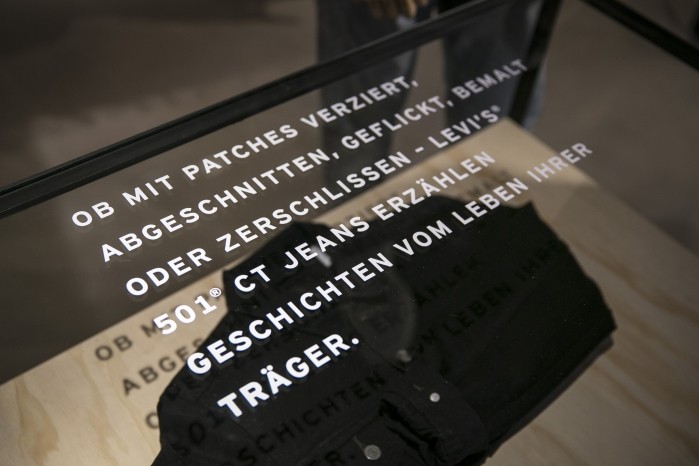 OB MIT PATCHES VERZIERT,
ABGESCHNITTEN, GEFLICKT, BEMALT
ODER ZERSCHLISSEN – LEVI'S®
501® CT JEANS ERZÄHLEN
GESCHICHTEN VOM LEBEN IHRER
TRÄGER.